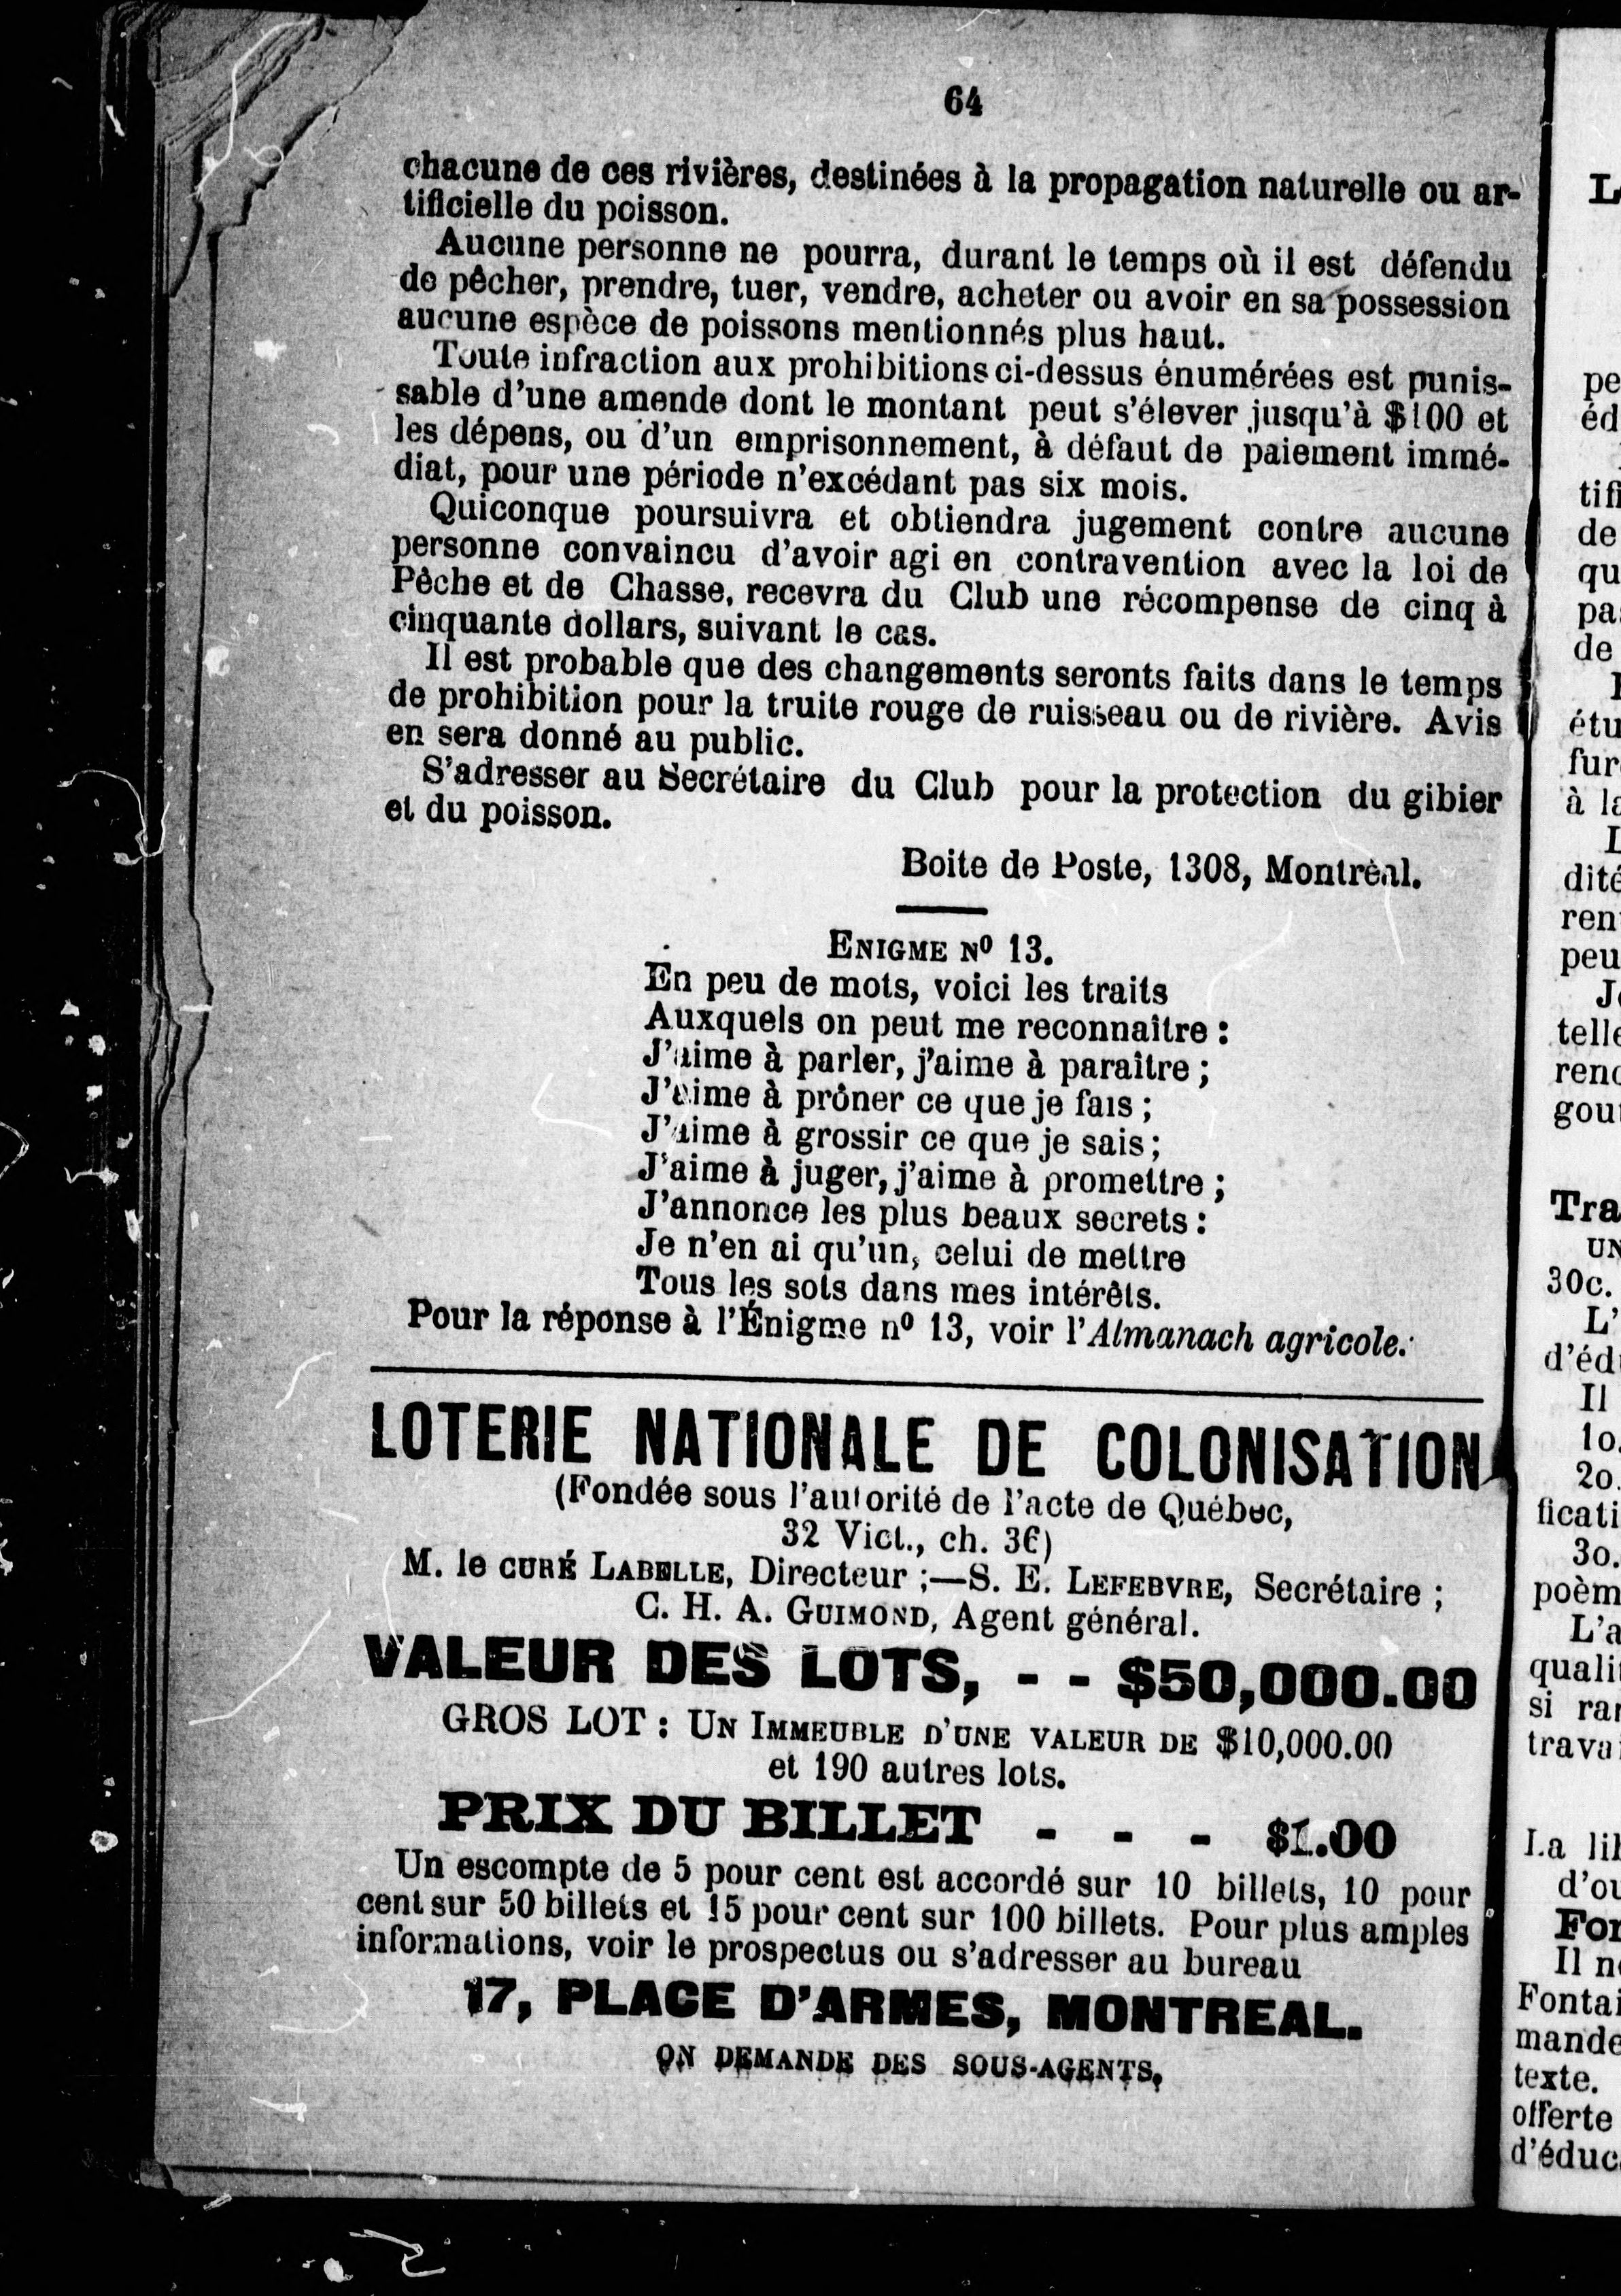 64
chacune de ces rivières, destinées à la propagation naturelle ou ar-
tificielle du poisson.
Aucune personne ne pourra, durant le temps où il est défendu
de pêcher, prendre, tuer, vendre, acheter ou avoir en sa possession
aucune espèce de poissons mentionnés plus haut.
Toute infraction aux prohibitions ci-dessus énumérées est punis-
sable d'une amende dont le montant peut s'élever jusqu'à $100 et
les dépens, ou d'un emprisonnement, à défaut de paiement immé-
diat, pour une période n'excédant pas six mois.
Quiconque poursuivra et obtiendra jugement contre aucune
personne convaincu d'avoir agi en contravention avec la loi de
Pêche et de Chasse, recevra du Club une récompense de cinq à
cinquante dollars, suivant le cas.
Il est probable que des changements seronts faits dans le temps
de prohibition pour la truite rouge de ruisseau ou de rivière. Avis
en sera donné au public.
S'adresser au Secrétaire du Club pour la protection du gibier
et du poisson.
Boite de Poste, 1308, Montréal.
ENIGME Nº 13.
En peu de mots, voici les traits
Auxquels on peut me reconnaître :
J'aime à parler, j'aime à paraître ;
J'aime à prôner ce que je fais ;
J'aime à grossir ce que je sais ;
J'aime à juger, j'aime à promettre ;
J'annonce les plus beaux secrets :
Je n'en ai qu'un, celui de mettre
Tous les sots dans mes intérêts.
Pour la réponse à l'Énigme nº 13, voir l'Almanach agricole.
LOTERIE NATIONALE DE COLONISATION
(Fondée sous l'autorité de l'acte de Québec,
32 Vict., ch. 36)
M. le CURÉ LABELLE, Directeur ;—S. E. LEFEBVRE, Secrétaire ;
C. H. A. GUIMOND, Agent général.
VALEUR DES LOTS, - - $50,000.00
GROS LOT : UN IMMEUBLE D'UNE VALEUR DE $10,000.00
et 190 autres lots.
PRIX DU BILLET - - - $1.00
Un escompte de 5 pour cent est accordé sur 10 billets, 10 pour
cent sur 50 billets et 15 pour cent sur 100 billets. Pour plus amples
informations, voir le prospectus ou s'adresser au bureau
17, PLACE D'ARMES, MONTREAL.
ON DEMANDE DES SOUS-AGENTS.